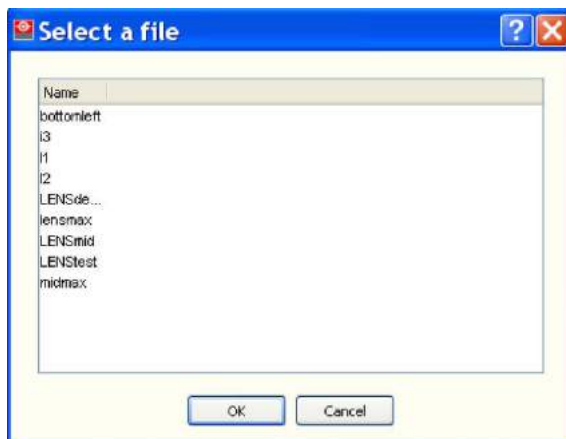 Select a file
Name
bottomleft
i3
l1
l2
LENSde...
lensmax
LENSmid
LENStest
midmax
OK Cancel